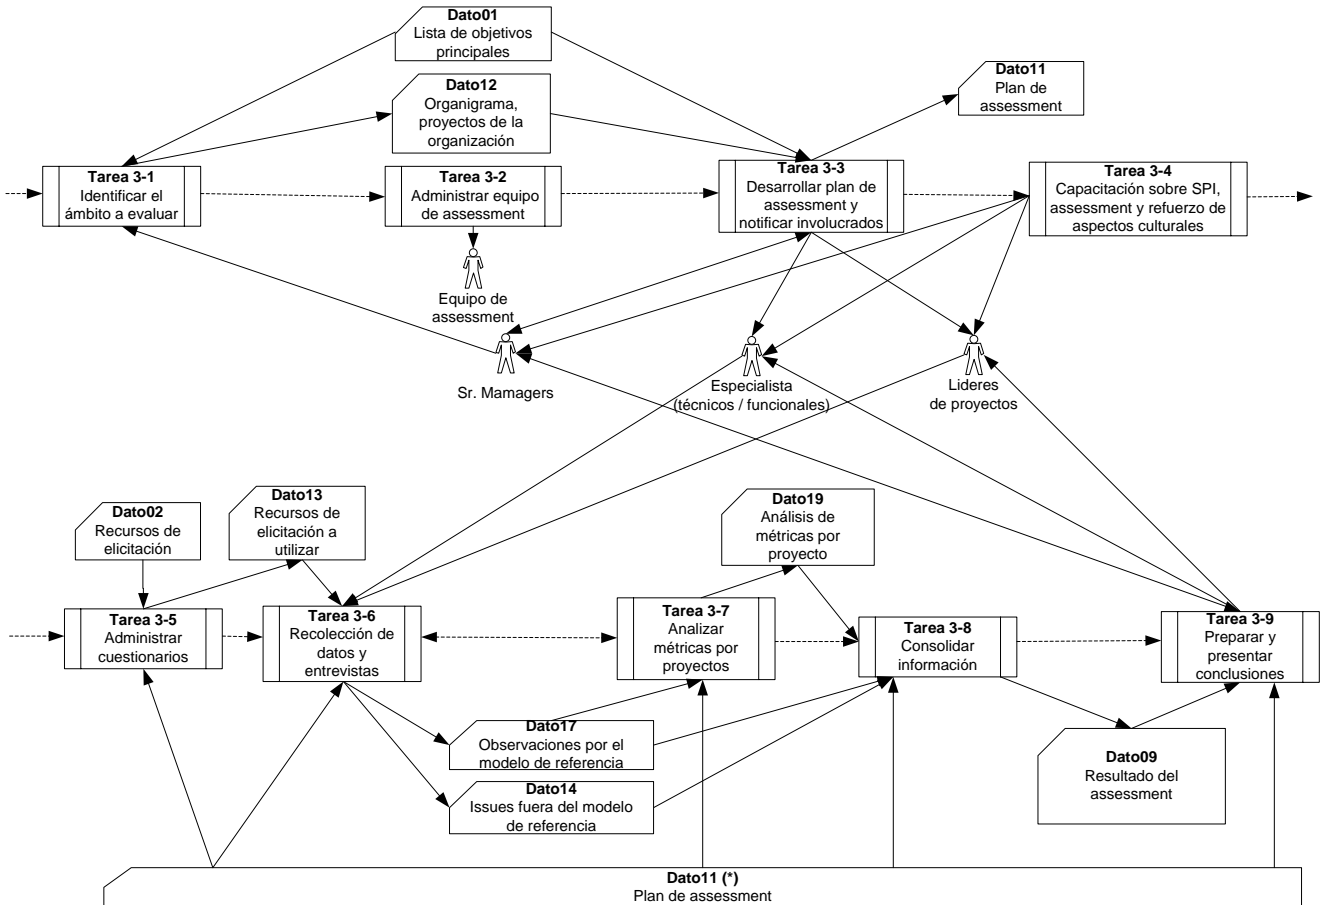 Dato01
Lista de objetivos
principales
Dato12
Organigrama,
proyectos de la
organización
Dato11
Plan de
assessment
Tarea 3-1
Identificar el
ámbito a evaluar
Tarea 3-2
Administrar equipo
de assessment
Tarea 3-3
Desarrollar plan de
assessment y
notificar involucrados
Tarea 3-4
Capacitación sobre SPI,
assessment y refuerzo de
aspectos culturales
Equipo de
assessment
Sr. Mamagers
Especialista
(técnicos / funcionales)
Lideres
de proyectos
Dato02
Recursos de
elicitación
Dato13
Recursos de
elicitación a
utilizar
Dato19
Análisis de
métricas por
proyecto
Tarea 3-5
Administrar
cuestionarios
Tarea 3-6
Recolección de
datos y
entrevistas
Tarea 3-7
Analizar
métricas por
proyectos
Tarea 3-8
Consolidar
información
Tarea 3-9
Preparar y
presentar
conclusiones
Dato17
Observaciones por el
modelo de referencia
Dato14
Issues fuera del modelo
de referencia
Dato09
Resultado del
assessment
Dato11 (*)
Plan de assessment